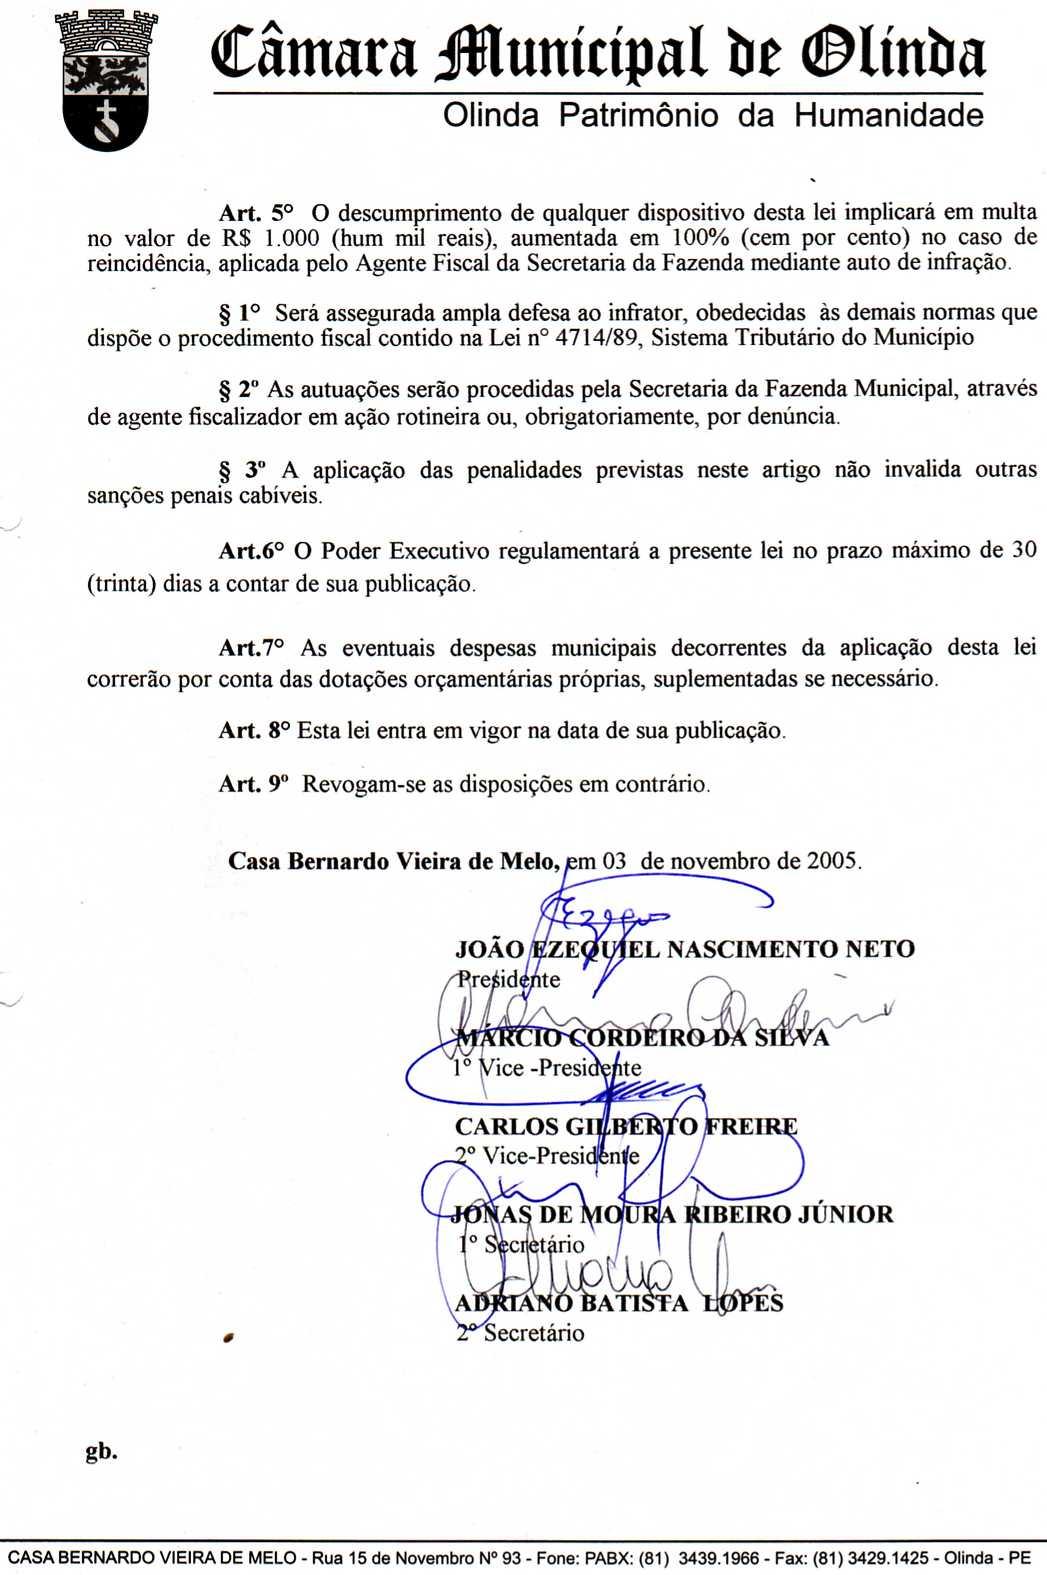 Câmara Municipal de Olinda
Olinda Patrimônio da Humanidade
Art. 5° O descumprimento de qualquer dispositivo desta lei implicará em multa
no valor de R$ 1.000 (hum mil reais), aumentada em 100% (cem por cento) no caso de
reincidência, aplicada pelo Agente Fiscal da Secretaria da Fazenda mediante auto de infração.
§ 1° Será assegurada ampla defesa ao infrator, obedecidas às demais normas que
dispõe o procedimento fiscal contido na Lei n° 4714/89, Sistema Tributário do Município
§ 2º As autuações serão procedidas pela Secretaria da Fazenda Municipal, através
de agente fiscalizador em ação rotineira ou, obrigatoriamente, por denúncia.
§ 3º A aplicação das penalidades previstas neste artigo não invalida outras
sanções penais cabíveis.
Art.6° O Poder Executivo regulamentará a presente lei no prazo máximo de 30
(trinta) dias a contar de sua publicação.
Art.7° As eventuais despesas municipais decorrentes da aplicação desta lei
correrão por conta das dotações orçamentárias próprias, suplementadas se necessário.
Art. 8° Esta lei entra em vigor na data de sua publicação.
Art. 9º Revogam-se as disposições em contrário.
Casa Bernardo Vieira de Melo, em 03 de novembro de 2005.
JOÃO EZEQUIEL NASCIMENTO NETO
Presidente
MÁRCIO CORDEIRO DA SILVA
1° Vice -Presidente
CARLOS GILBERTO FREIRE
2º Vice-Presidente
JONAS DE MOURA RIBEIRO JÚNIOR
1º Secretário
ADRIANO BATISTA LOPES
2º Secretário
gb.
CASA BERNARDO VIEIRA DE MELO - Rua 15 de Novembro Nº 93 - Fone: PABX: (81) 3439.1966 - Fax: (81) 3429.1425 - Olinda - PE